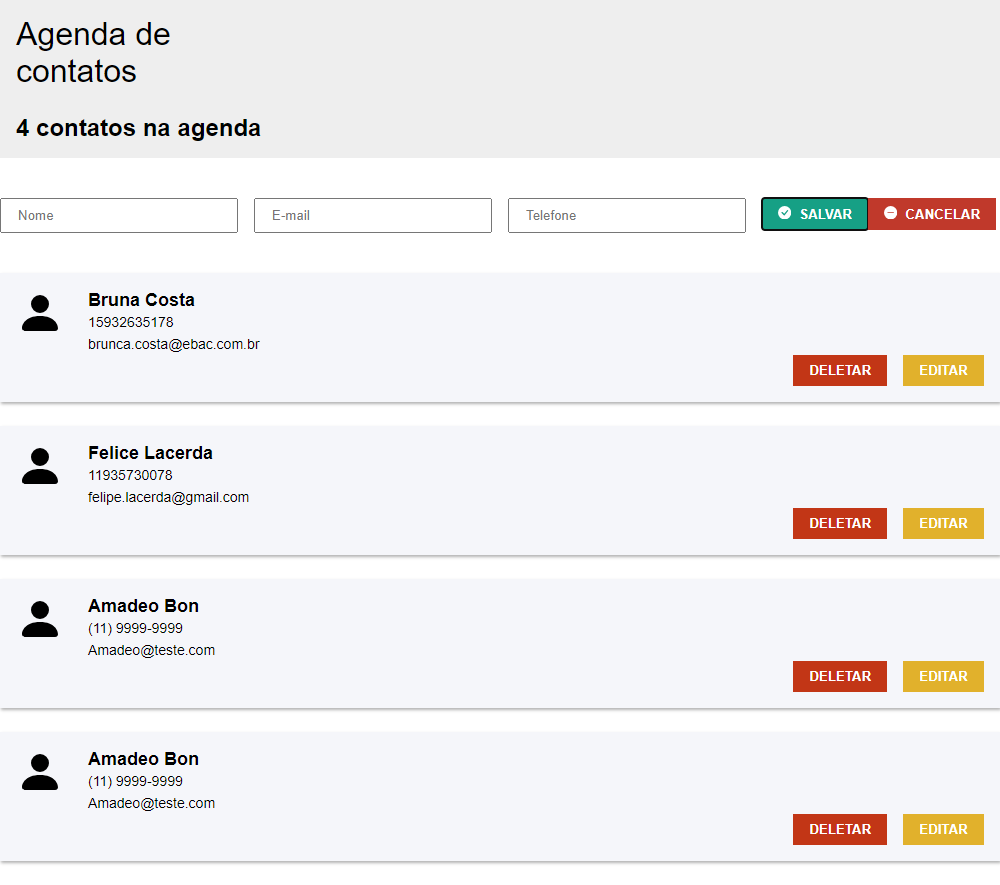 Agenda de
contatos
4 contatos na agenda
Nome E-mail Telefone SALVAR CANCELAR
Bruna Costa
15932635178
brunca.costa@ebac.com.br
DELETAR EDITAR
Felice Lacerda
11935730078
felipe.lacerda@gmail.com
DELETAR EDITAR
Amadeo Bon
(11) 9999-9999
Amadeo@teste.com
DELETAR EDITAR
Amadeo Bon
(11) 9999-9999
Amadeo@teste.com
DELETAR EDITAR